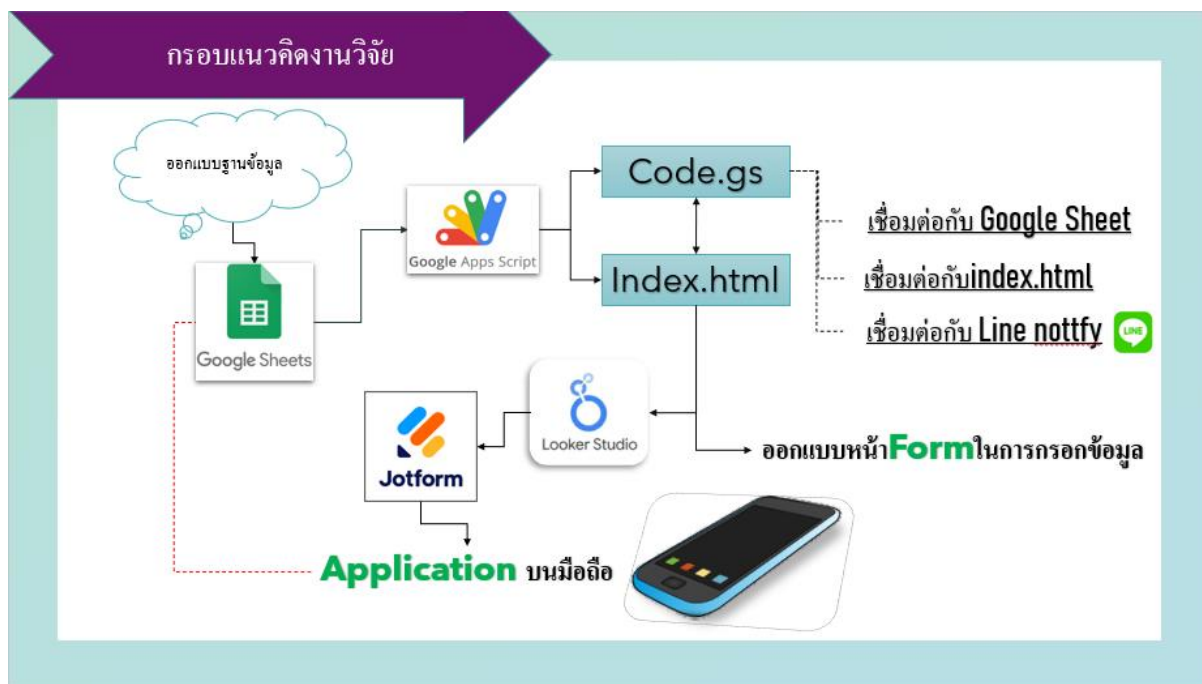 กรอบแนวคิดงานวิจัย
ออกแบบฐานข้อมูล
Google Sheets
Google Apps Script
Code.gs
Index.html
เชื่อมต่อกับ Google Sheet
เชื่อมต่อกับindex.html
เชื่อมต่อกับ Line nottfy
LINE
Looker Studio
Jotform
ออกแบบหน้าFormในการกรอกข้อมูล
Application บนมือถือ